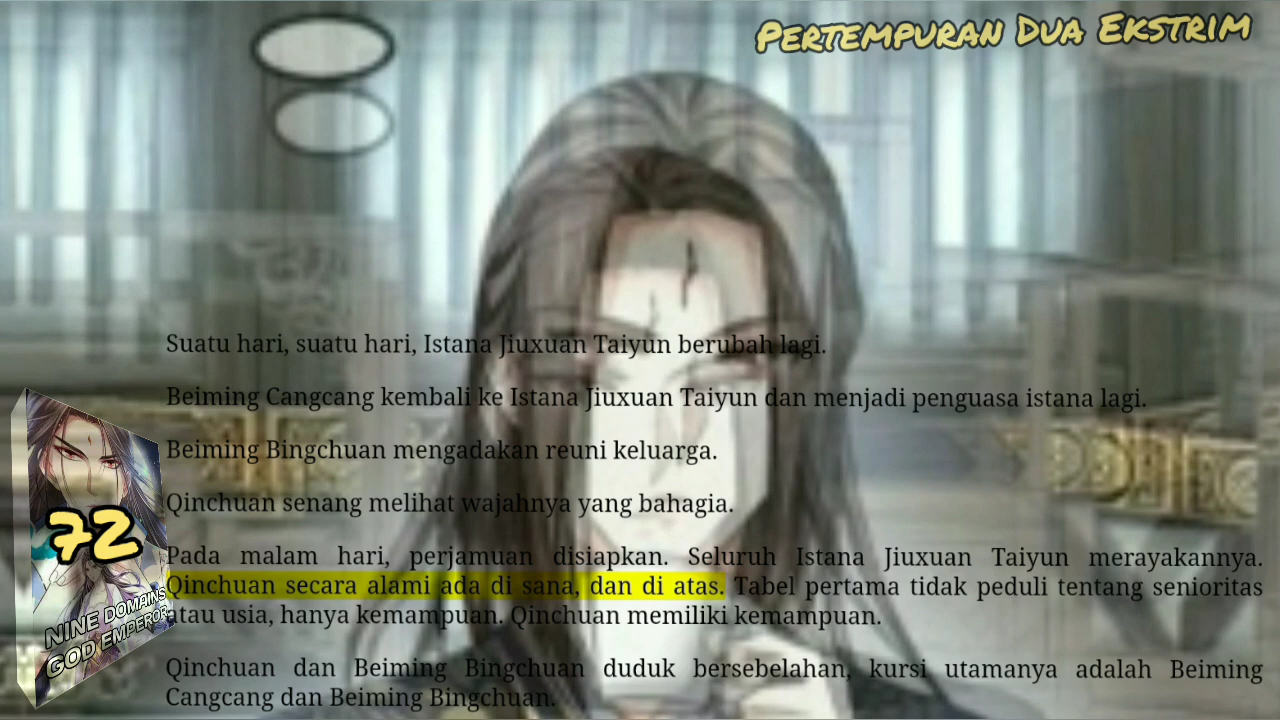 Pertempuran Dua Ekstrim
Suatu hari, suatu hari, Istana Jiuxuan Taiyun berubah lagi.
Beiming Cangcang kembali ke Istana Jiuxuan Taiyun dan menjadi penguasa istana lagi.
Beiming Bingchuan mengadakan reuni keluarga.
Qinchuan senang melihat wajahnya yang bahagia.
Pada malam hari, perjamuan disiapkan. Seluruh Istana Jiuxuan Taiyun merayakannya.
Qinchuan secara alami ada di sana, dan di atas. Tabel pertama tidak peduli tentang senioritas
atau usia, hanya kemampuan. Qinchuan memiliki kemampuan.
Qinchuan dan Beiming Bingchuan duduk bersebelahan, kursi utamanya adalah Beiming
Cangcang dan Beiming Bingchuan.
72
NINE DOMAINS
GOD EMPEROR